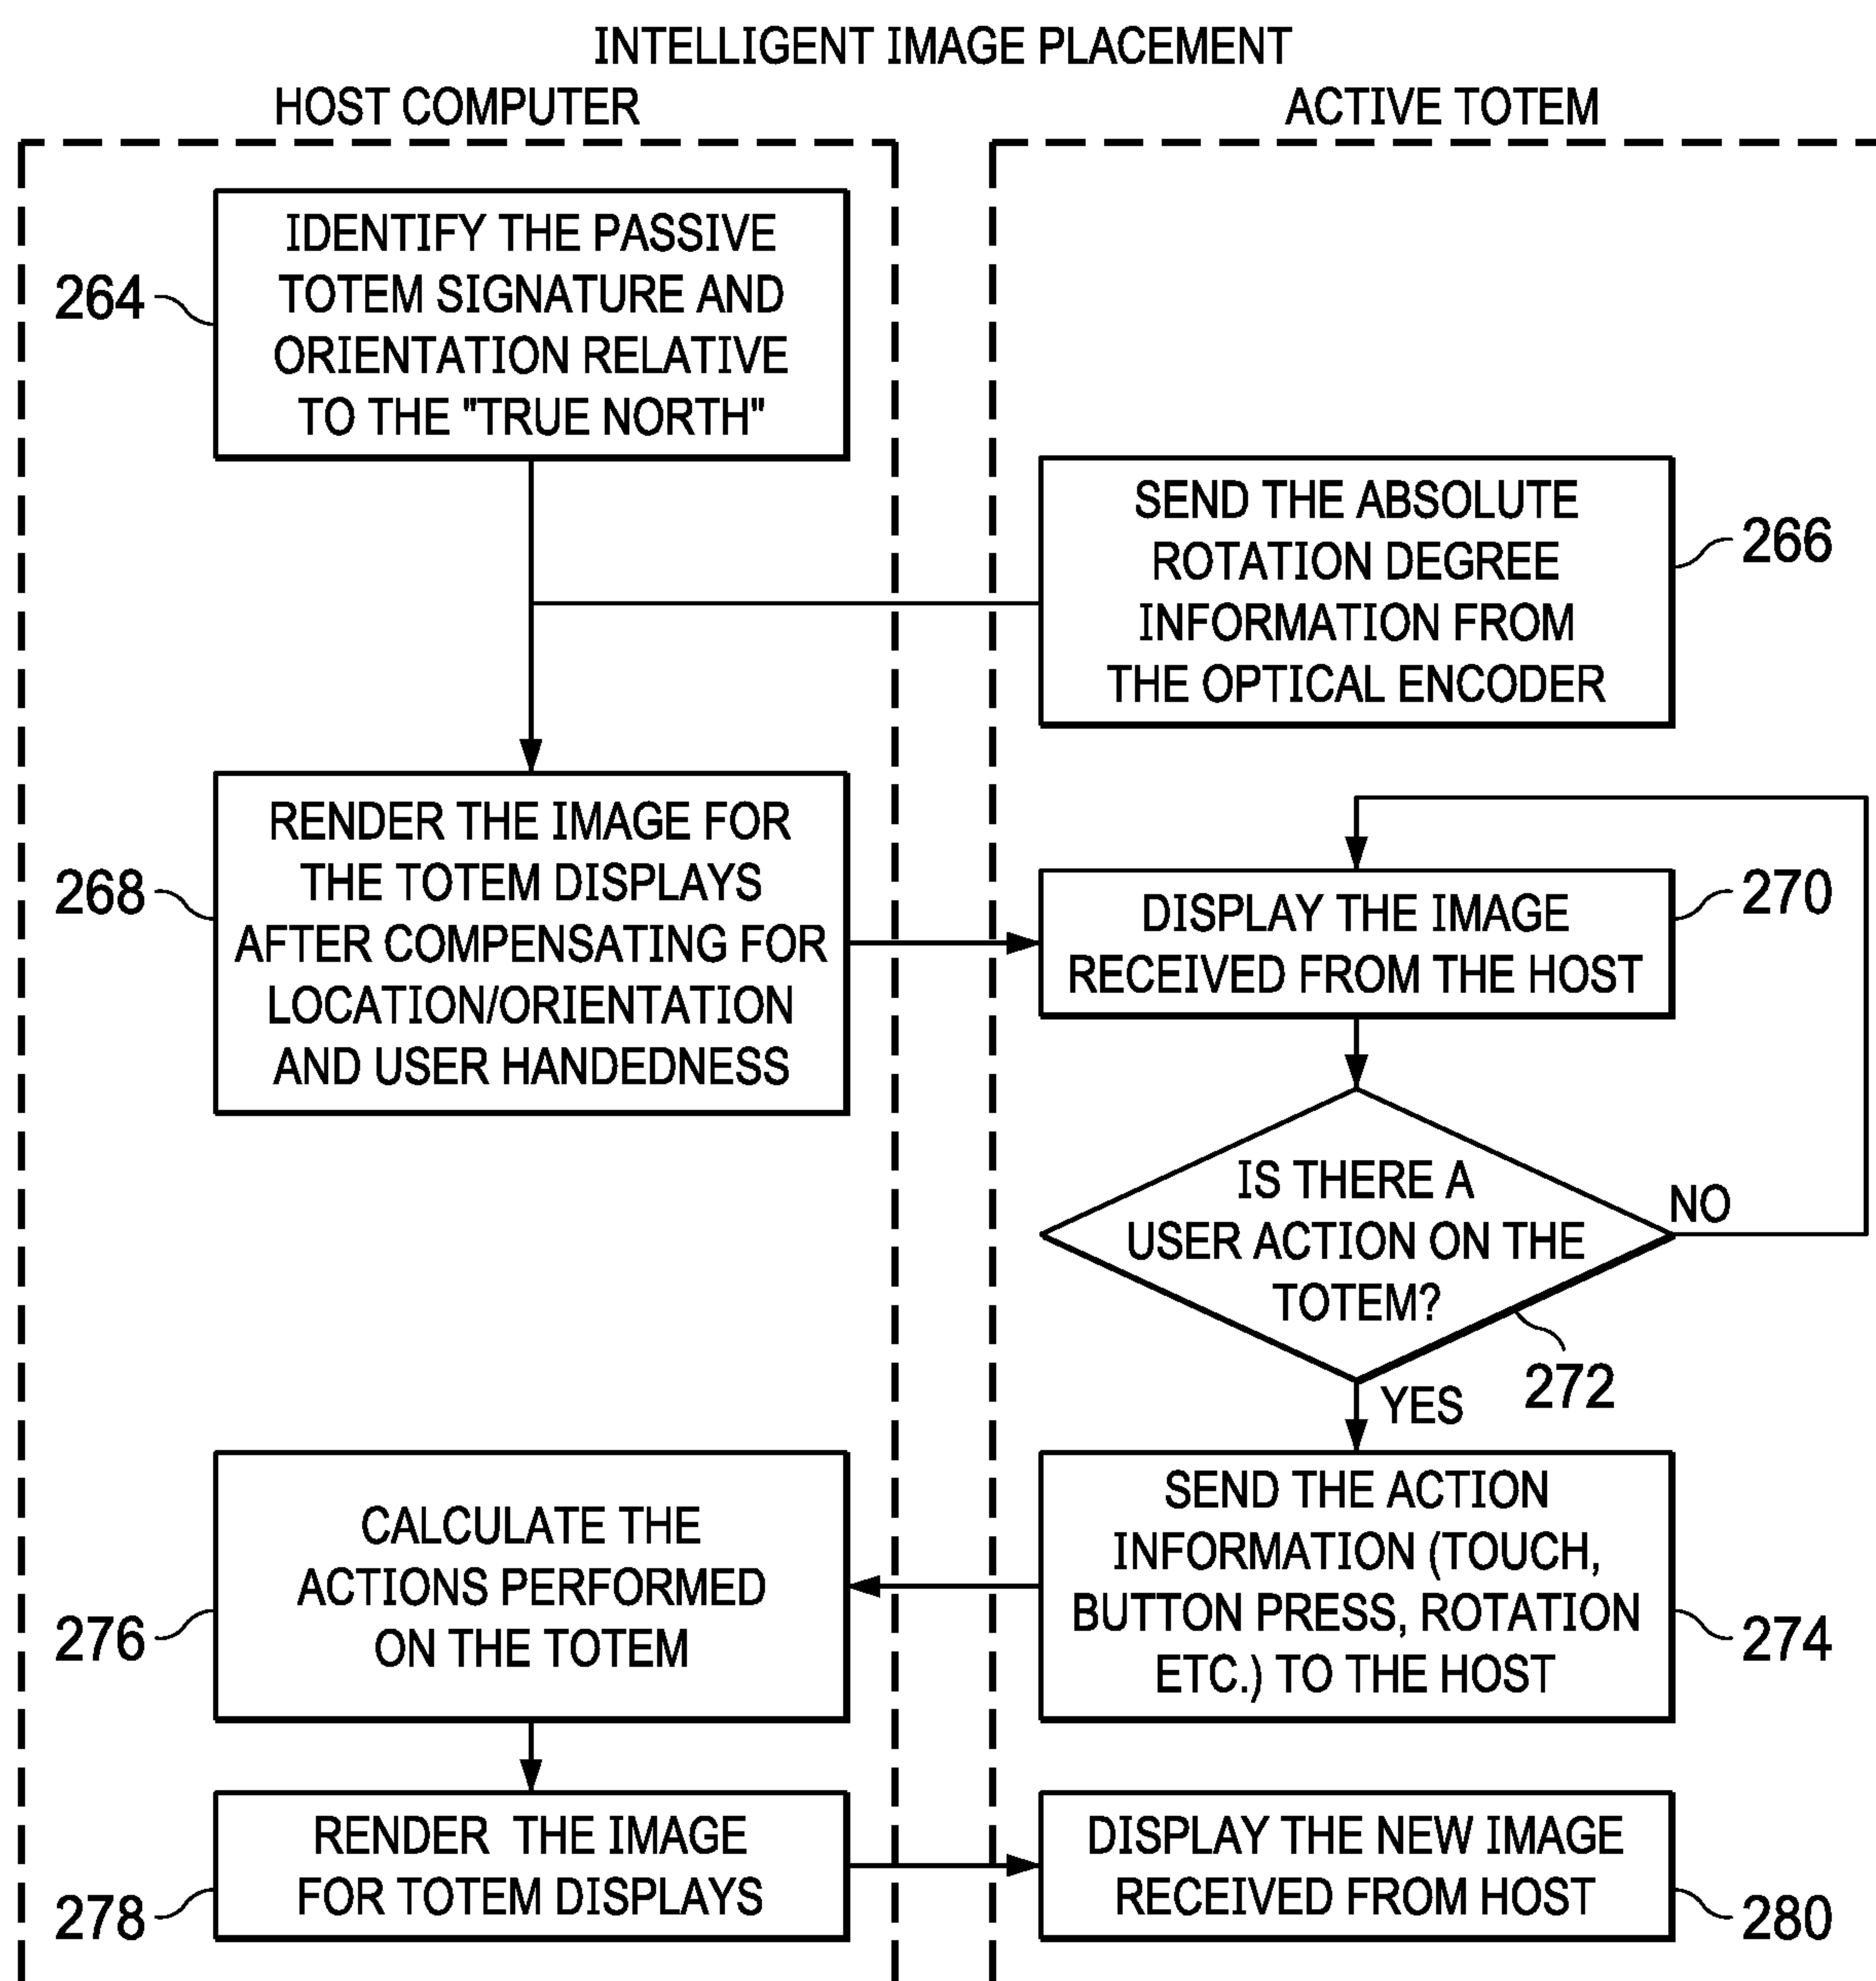 INTELLIGENT IMAGE PLACEMENT
HOST COMPUTER
ACTIVE TOTEM
IDENTIFY THE PASSIVE
TOTEM SIGNATURE AND
ORIENTATION RELATIVE
TO THE "TRUE NORTH"
264
SEND THE ABSOLUTE
ROTATION DEGREE
INFORMATION FROM
THE OPTICAL ENCODER
266
RENDER THE IMAGE FOR
THE TOTEM DISPLAYS
AFTER COMPENSATING FOR
LOCATION/ORIENTATION
AND USER HANDEDNESS
268
DISPLAY THE IMAGE
RECEIVED FROM THE HOST
270
IS THERE A
USER ACTION ON THE
TOTEM?
NO
272
YES
SEND THE ACTION
INFORMATION (TOUCH,
BUTTON PRESS, ROTATION
ETC.) TO THE HOST
274
CALCULATE THE
ACTIONS PERFORMED
ON THE TOTEM
276
RENDER THE IMAGE
FOR TOTEM DISPLAYS
278
DISPLAY THE NEW IMAGE
RECEIVED FROM HOST
280